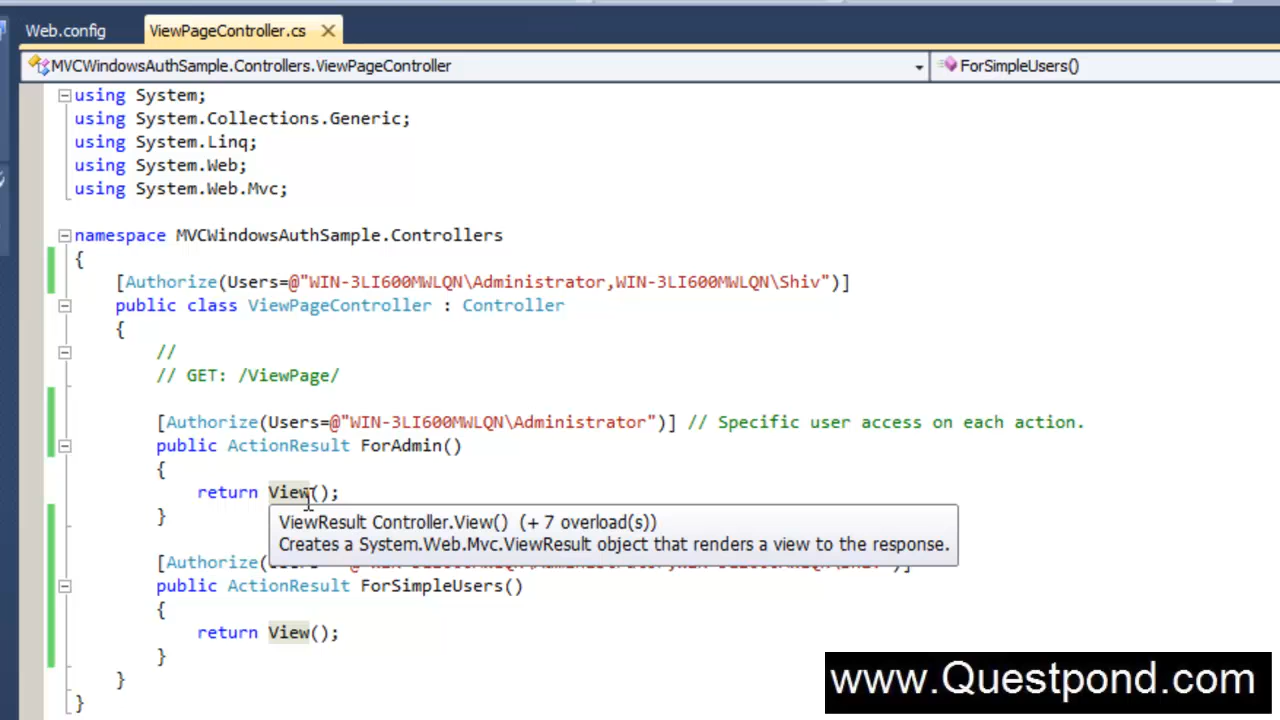 Web.config ViewPageController.cs
MVCWindowsAuthSample.Controllers.ViewPageController ForSimpleUsers()
using System;
using System.Collections.Generic;
using System.Linq;
using System.Web;
using System.Web.Mvc;
namespace MVCWindowsAuthSample.Controllers
{
[Authorize(Users=@"WIN-3LI600MWLQN\Administrator,WIN-3LI600MWLQN\Shiv")]
public class ViewPageController : Controller
{
//
// GET: /ViewPage/
[Authorize(Users=@"WIN-3LI600MWLQN\Administrator")] // Specific user access on each action.
public ActionResult ForAdmin()
{
return View();
}
ViewResult Controller.View() (+ 7 overload(s))
Creates a System.Web.Mvc.ViewResult object that renders a view to the response.
[Authorize(
public ActionResult ForSimpleUsers()
{
return View();
}
}
}
www.Questpond.com